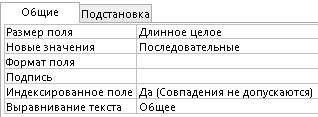 Общие Подстановка
Размер поля Длинное целое
Новые значения Последовательные
Формат поля
Подпись
Индексированное поле Да (Совпадения не допускаются)
Выравнивание текста Общее